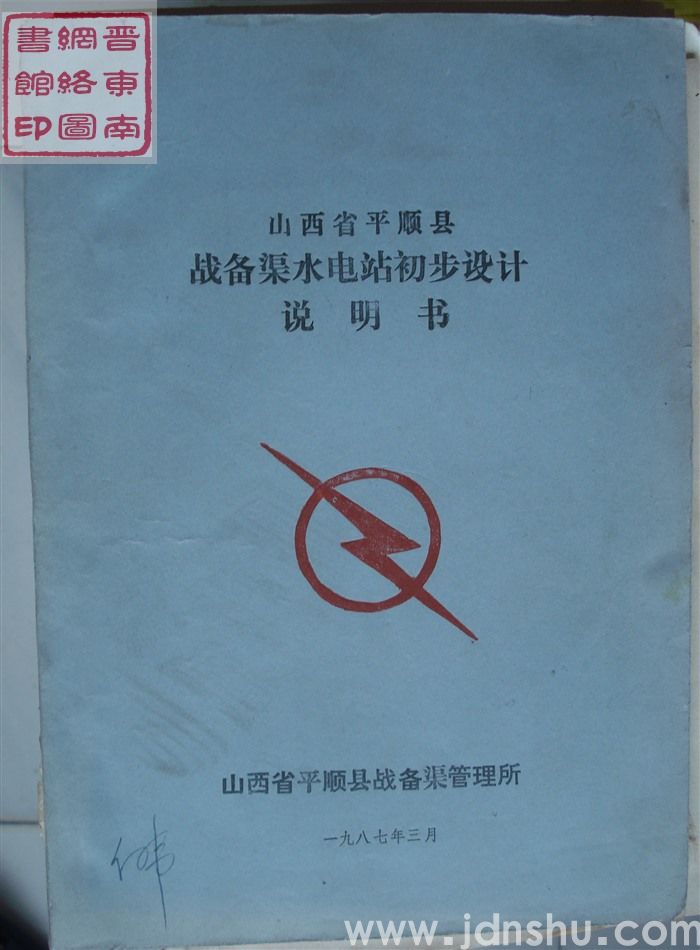 晋东南
網絡圖
書館印
山西省平顺县
战备渠水电站初步设计
说明书
山西省平顺县战备渠管理所
一九八七年三月
www.jdnshu.com